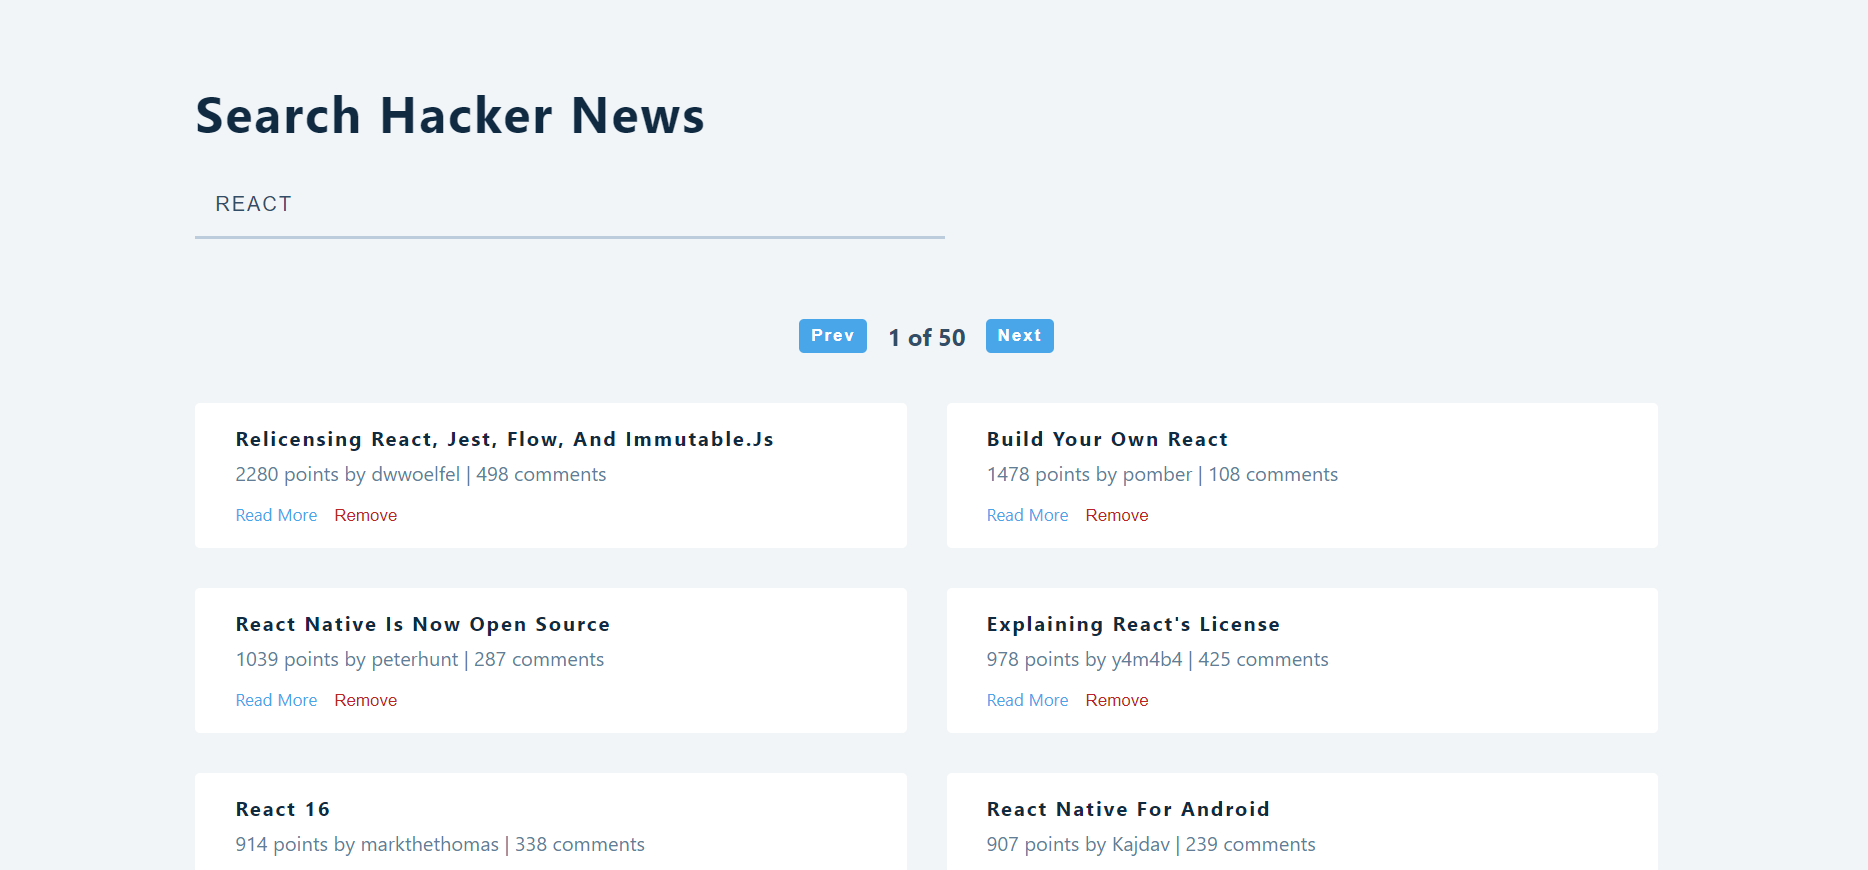 Search Hacker News
REACT
Prev 1 of 50 Next
Relicensing React, Jest, Flow, And Immutable.Js
2280 points by dwwoelfel | 498 comments
Read More Remove
Build Your Own React
1478 points by pomber | 108 comments
Read More Remove
React Native Is Now Open Source
1039 points by peterhunt | 287 comments
Read More Remove
Explaining React's License
978 points by y4m4b4 | 425 comments
Read More Remove
React 16
914 points by markthethomas | 338 comments
React Native For Android
907 points by Kajdav | 239 comments